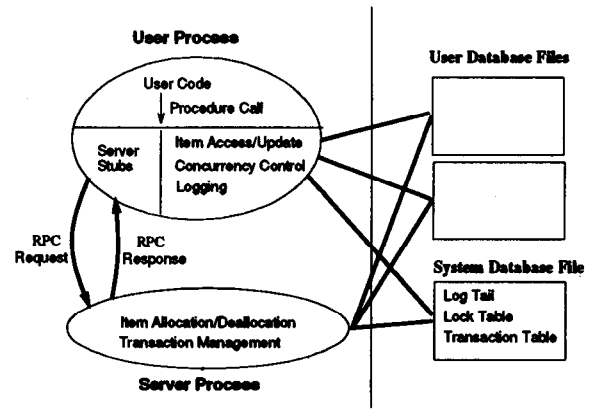 User Process
User Code
Procedure Call
Server
Stubs
Item Access/Update
Concurrency Control
Logging
RPC
Request
RPC
Response
Item Allocation/Deallocation
Transaction Management
Server Process
User Database Files
System Database File
Log Tail
Lock Table
Transaction Table